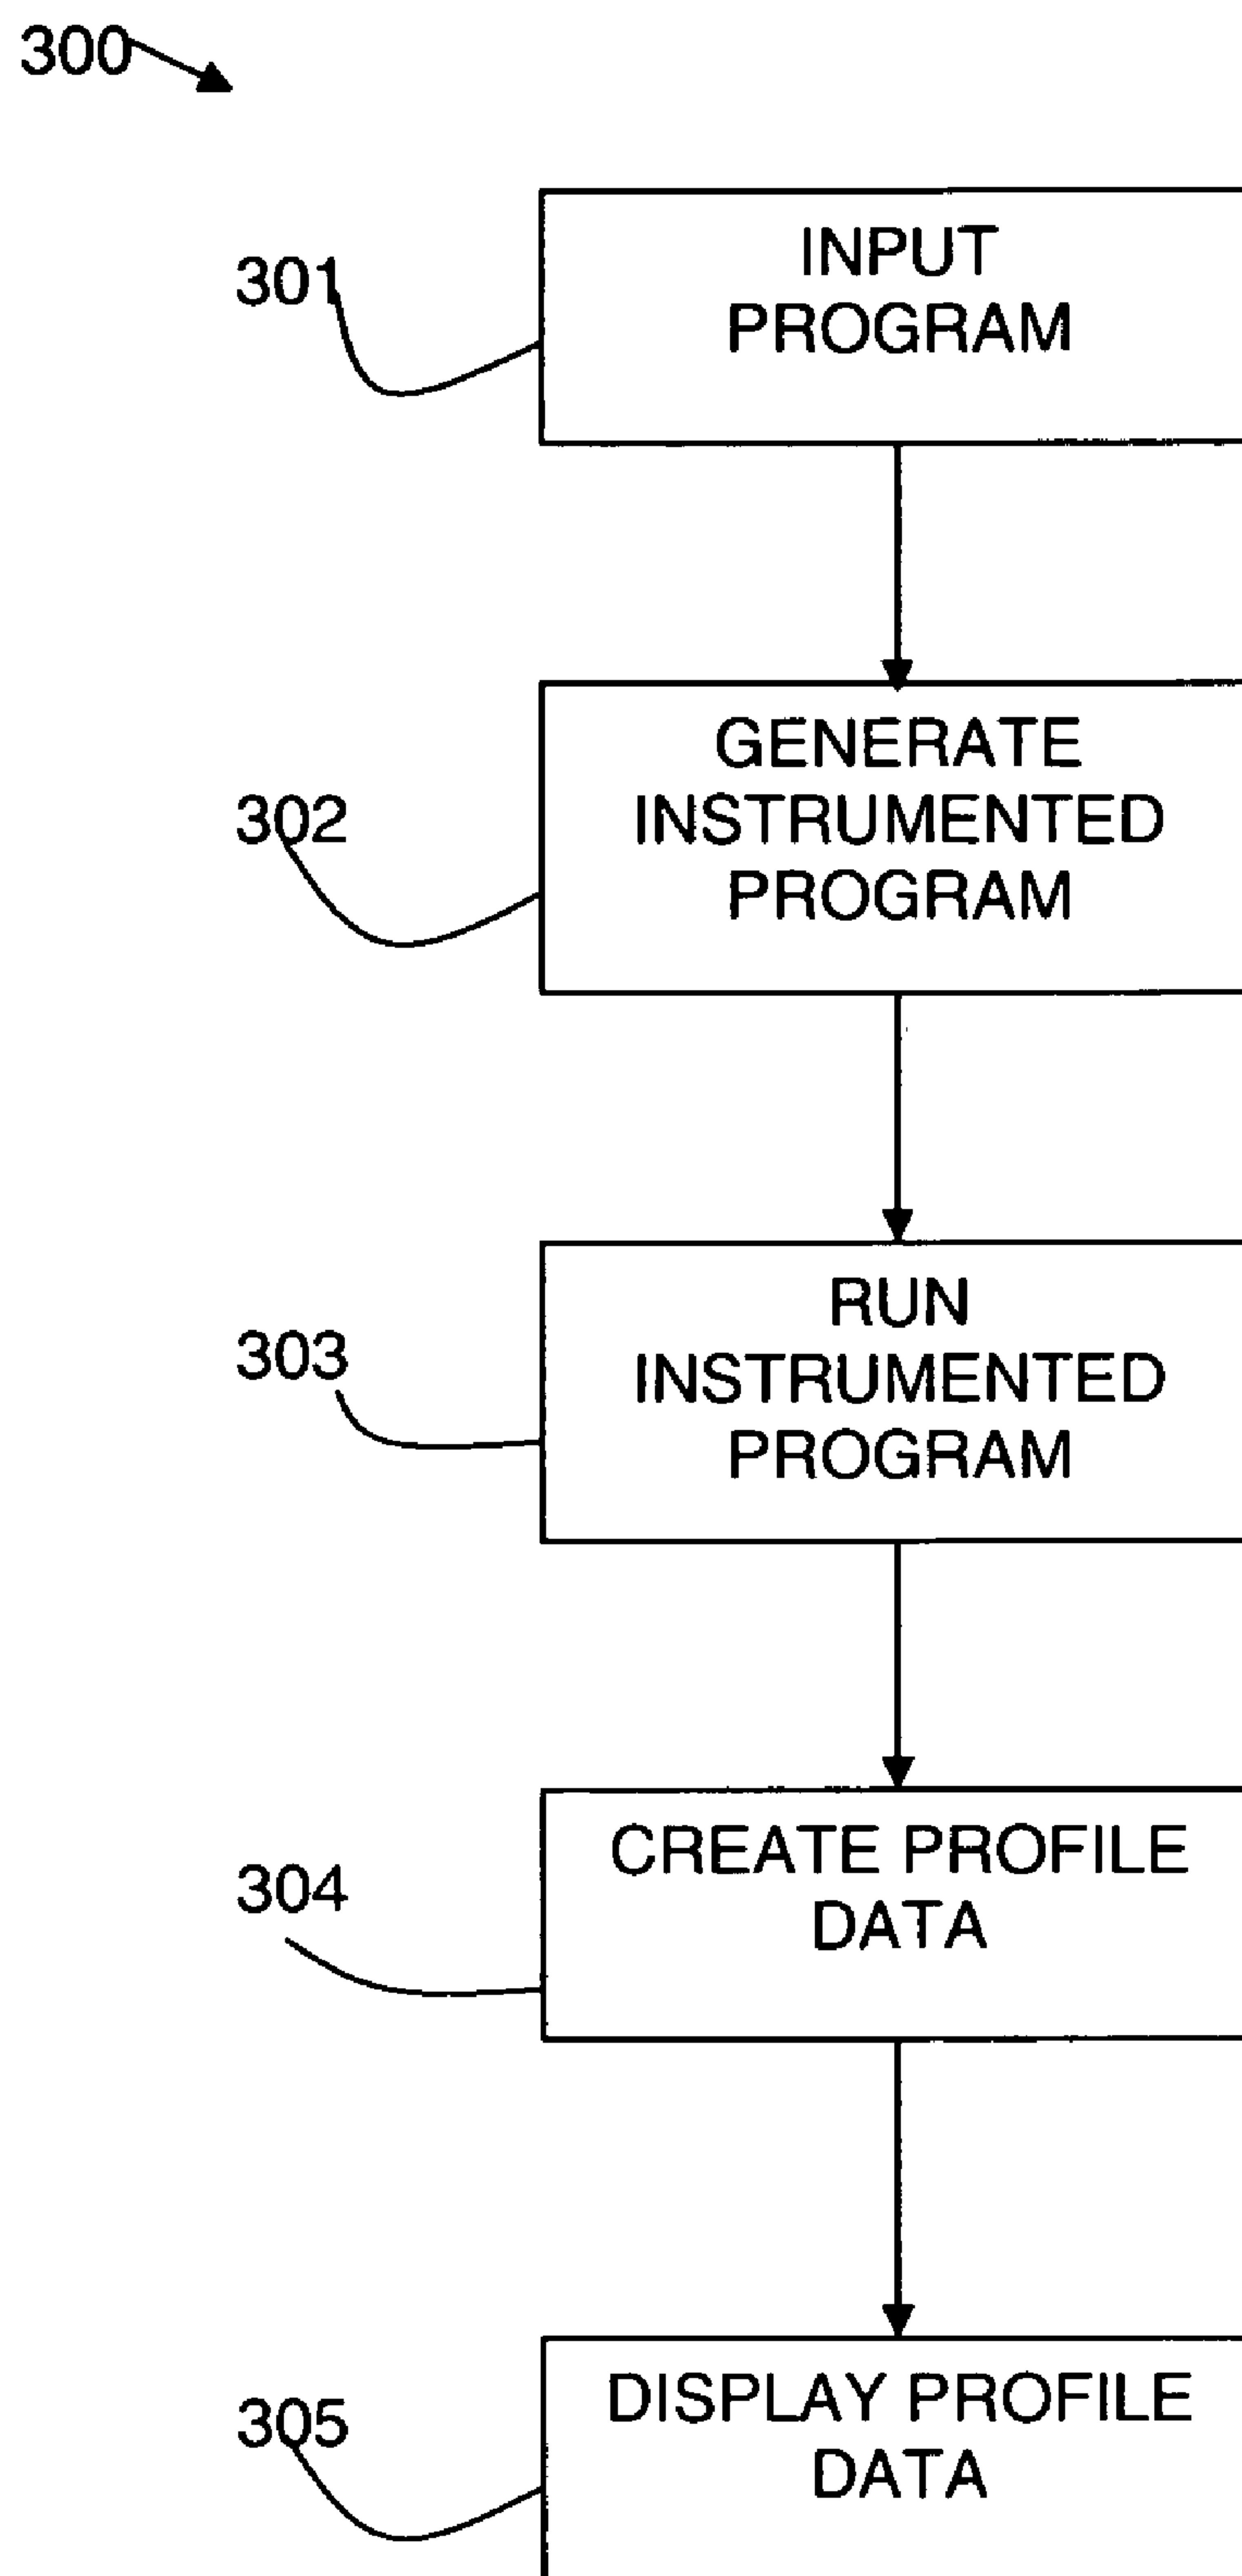 300
301
INPUT
PROGRAM
302
GENERATE
INSTRUMENTED
PROGRAM
303
RUN
INSTRUMENTED
PROGRAM
304
CREATE PROFILE
DATA
305
DISPLAY PROFILE
DATA